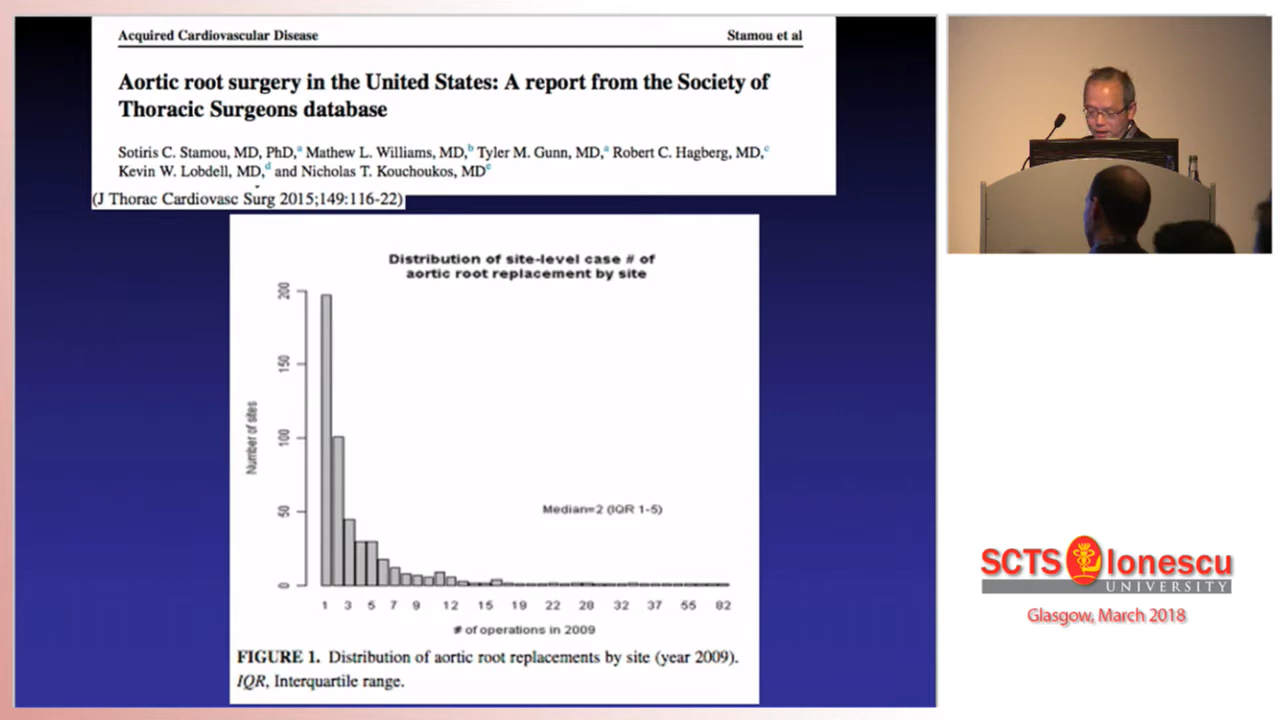 Acquired Cardiovascular Disease
Stamou et al
Aortic root surgery in the United States: A report from the Society of
Thoracic Surgeons database
Sotiris C. Stamou, MD, PhD,a Mathew L. Williams, MD,b Tyler M. Gunn, MD,a Robert C. Hagberg, MD,c
Kevin W. Lobdell, MD,d and Nicholas T. Kouchoukos, MDe
(J Thorac Cardiovasc Surg 2015;149:116-22)
Distribution of site-level case # of
aortic root replacement by site
200
150
100
50
0
Number of sites
Median=2 (IQR 1-5)
1 3 5 7 9 12 15 19 22 28 32 37 55 82
# of operations in 2009
FIGURE 1. Distribution of aortic root replacements by site (year 2009).
IQR, Interquartile range.
SCTS Ionescu
UNIVERSITY
Glasgow, March 2018